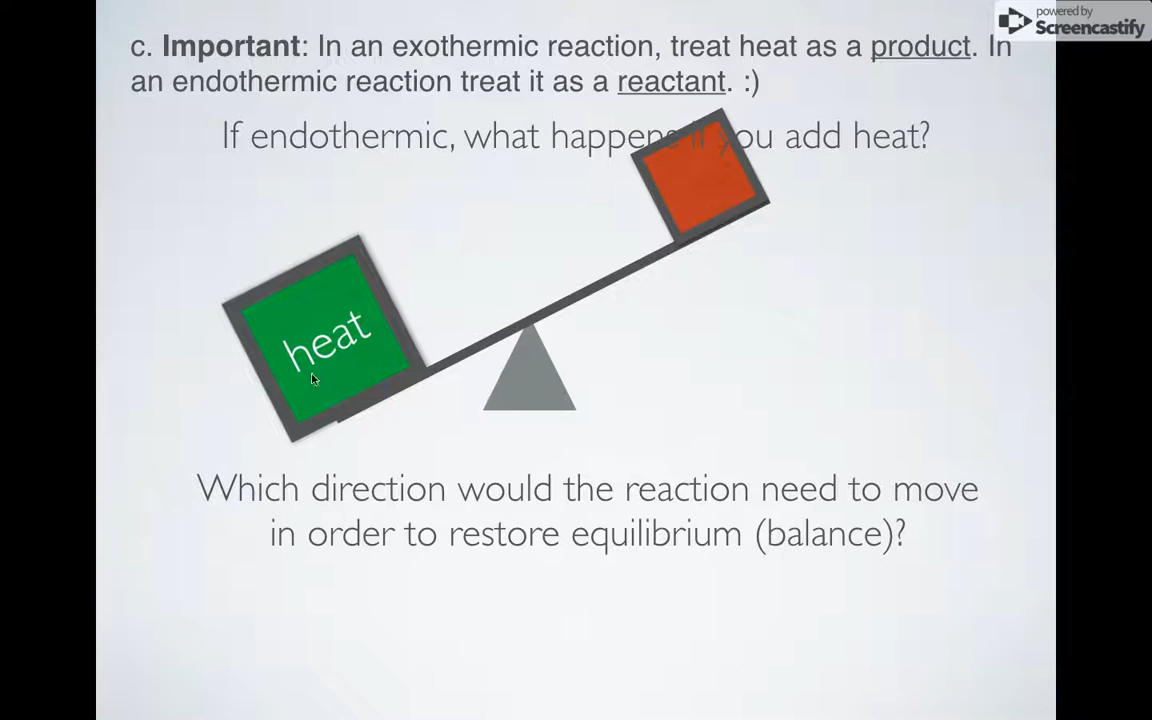 powered by
Screencastify
c. Important: In an exothermic reaction, treat heat as a product. In
an endothermic reaction treat it as a reactant. :)
If endothermic, what happens if you add heat?
heat
Which direction would the reaction need to move
in order to restore equilibrium (balance)?